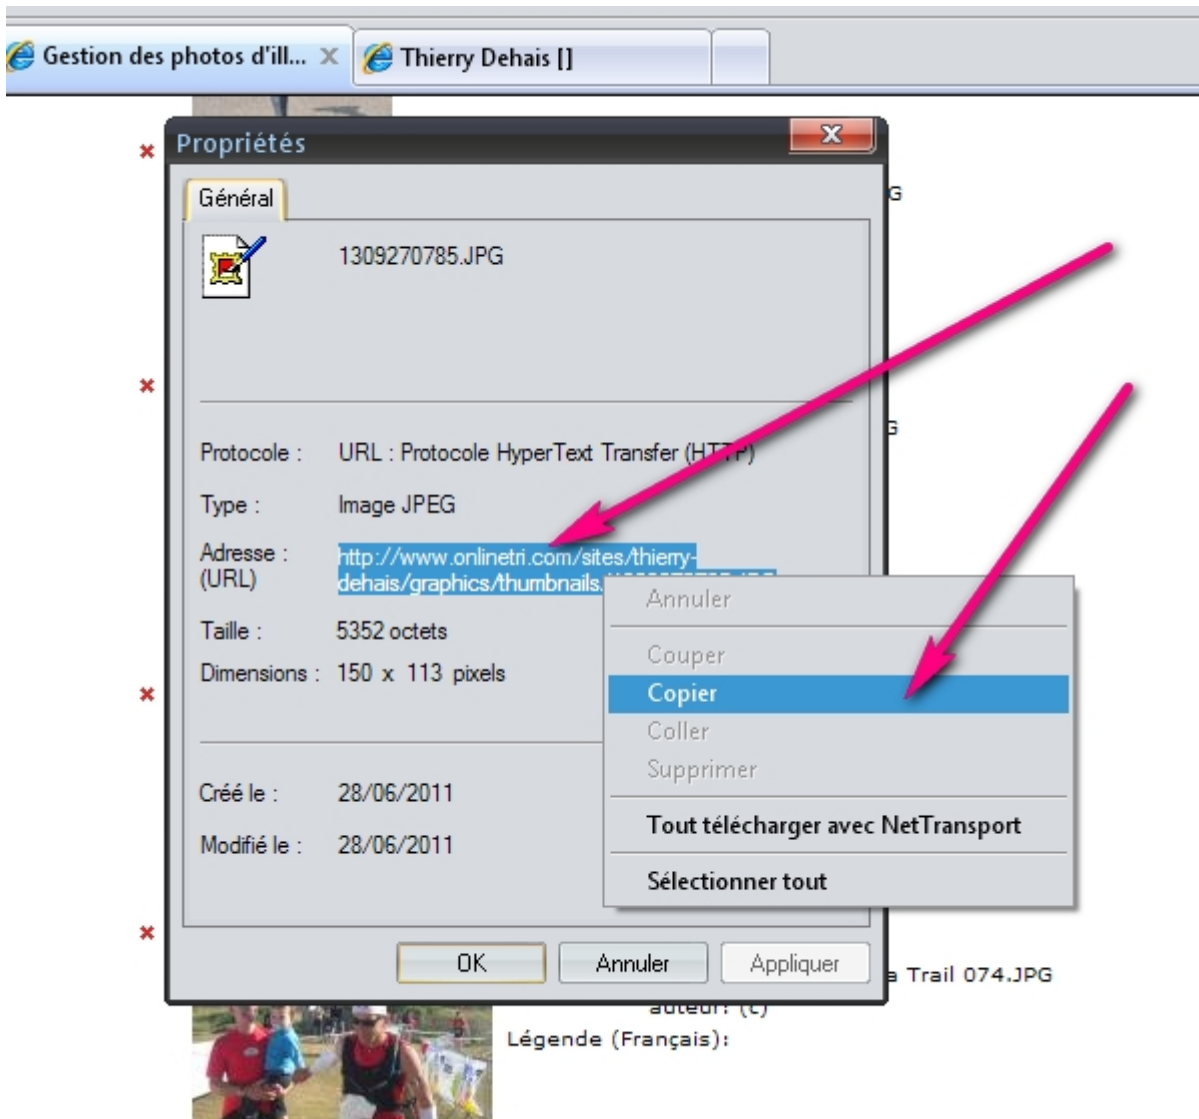 Gestion des photos d'ill...
Thierry Dehais []
Propriétés
Général
G
1309270785.JPG
G
Protocole : URL : Protocole HyperText Transfer (HTTP)
Type : Image JPEG
Adresse : http://www.onlinetri.com/sites/thierry-
(URL) dehais/graphics/thumbnails.
Taille : 5352 octets
Dimensions : 150 x 113 pixels
Créé le : 28/06/2011
Modifié le : 28/06/2011
Annuler
Couper
Copier
Coller
Supprimer
Tout télécharger avec NetTransport
Sélectionner tout
OK Annuler Appliquer
a Trail 074.JPG
auteur: (c)
Légende (Français):